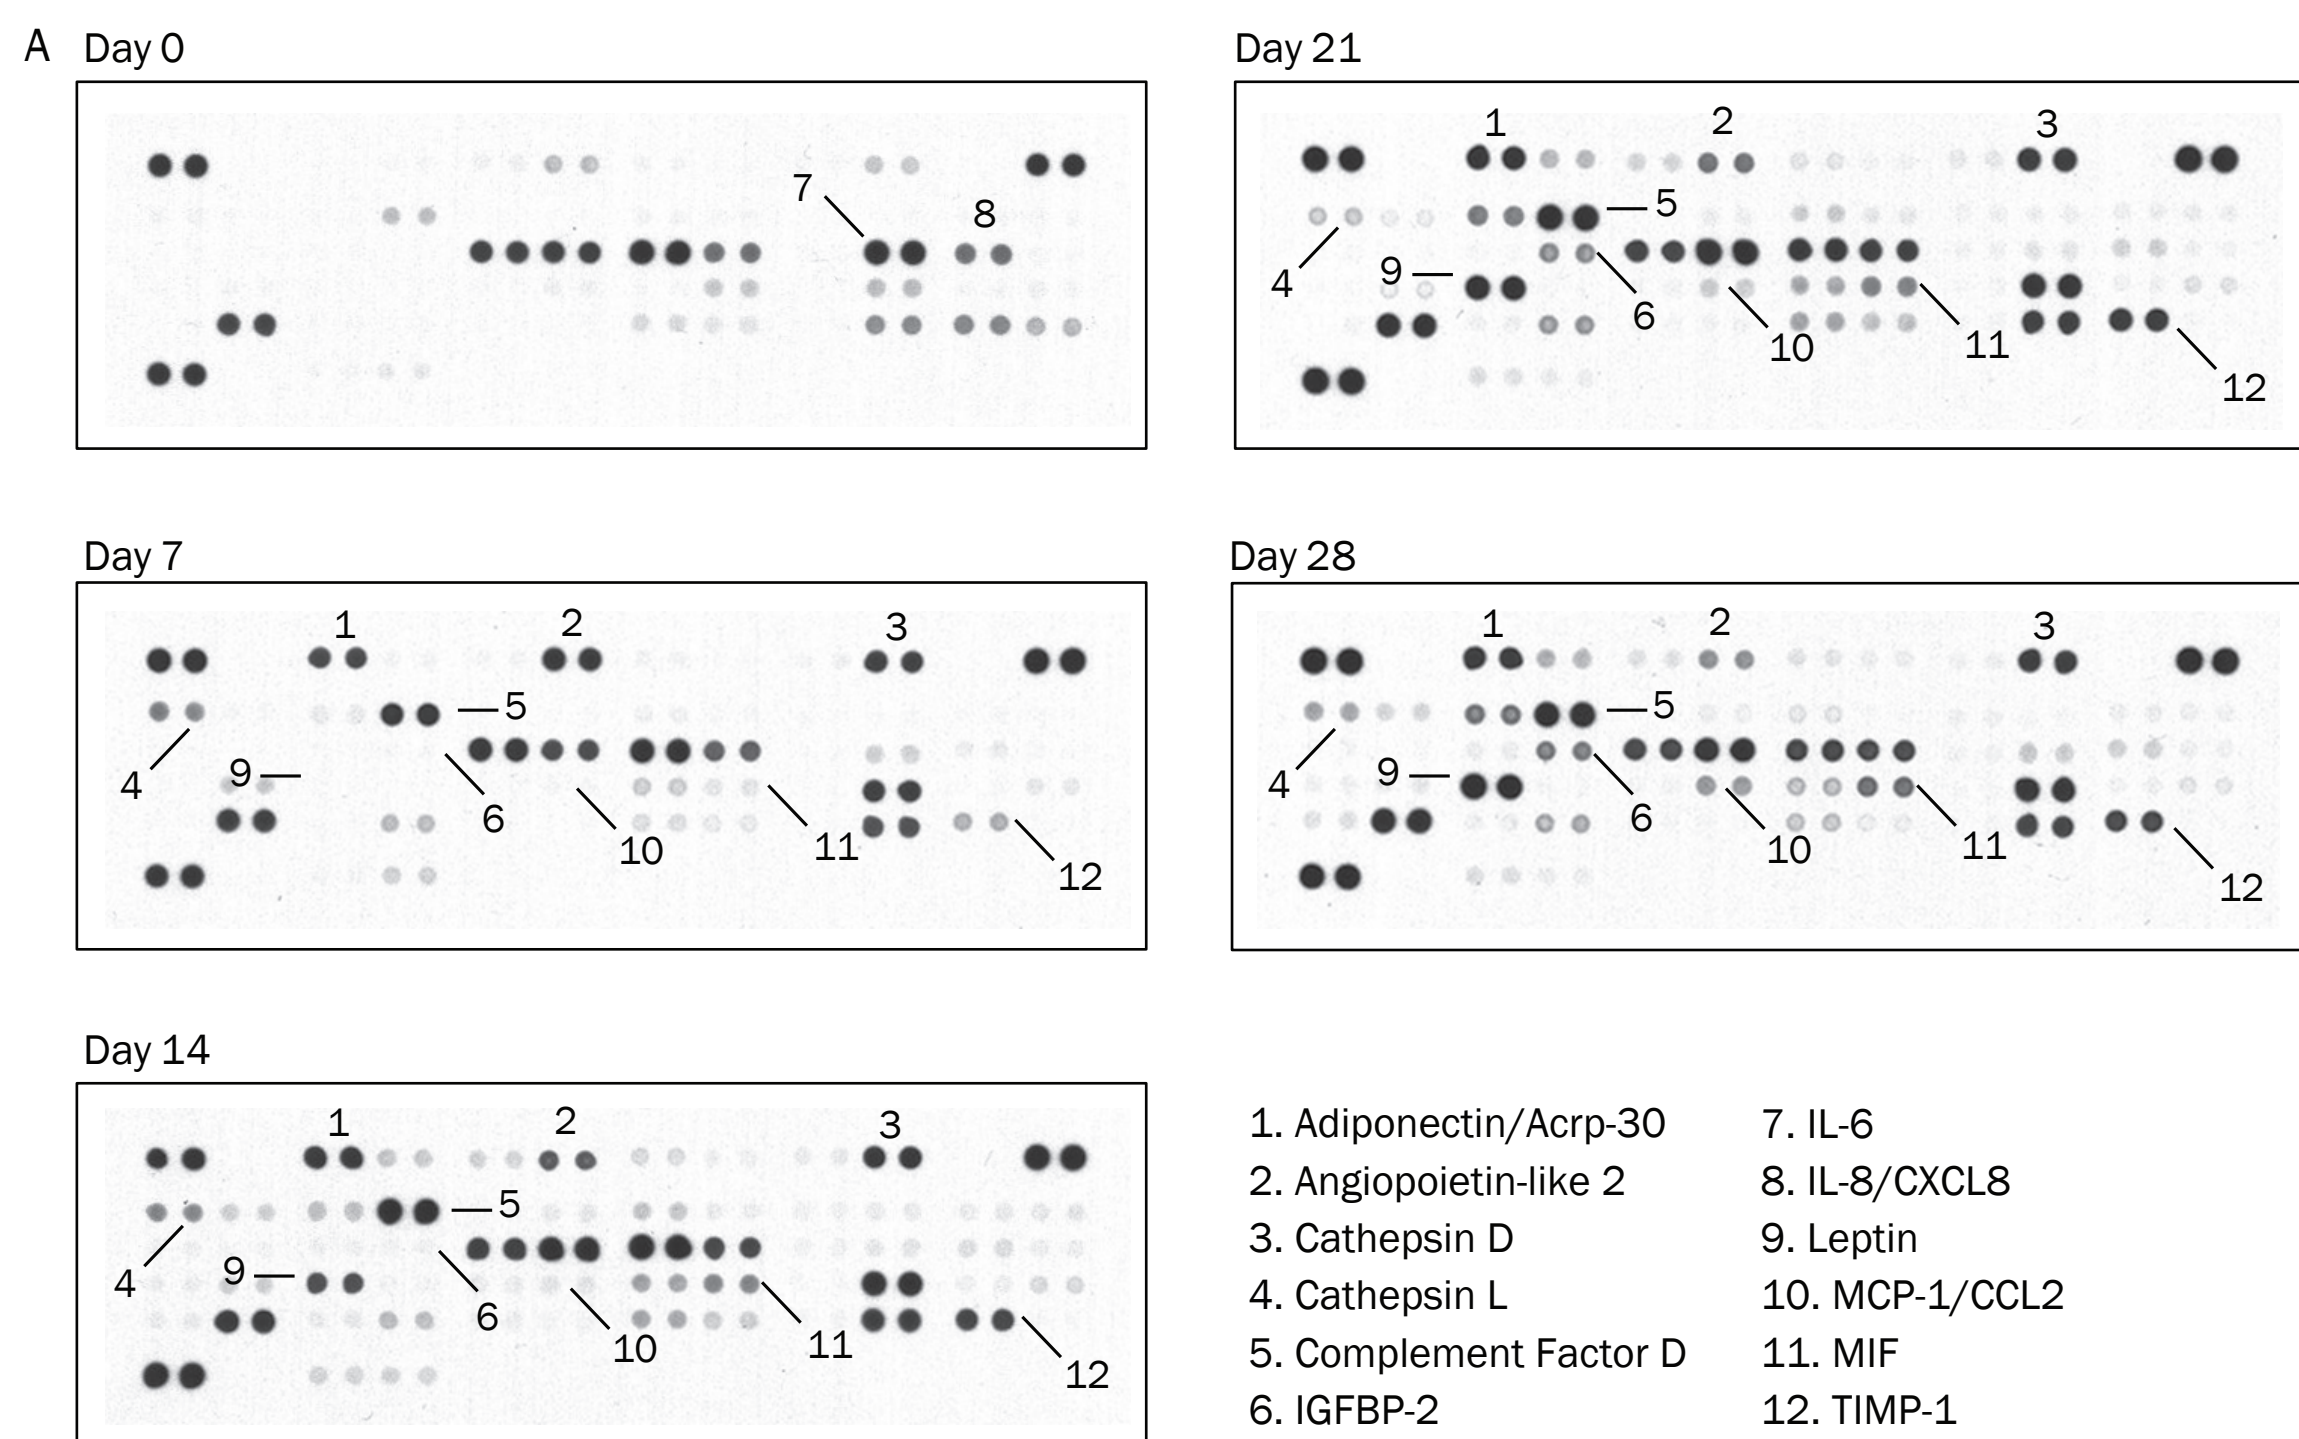 A Day 0
7
8
Day 21
1 2 3
4
5
9
6
10
11
12
Day 7
1 2 3
4
5
9
6
10
11
12
Day 28
1 2 3
4
5
9
6
10
11
12
Day 14
1 2 3
4
5
9
6
10
11
12
1. Adiponectin/Acrp-30
2. Angiopoietin-like 2
3. Cathepsin D
4. Cathepsin L
5. Complement Factor D
6. IGFBP-2
7. IL-6
8. IL-8/CXCL8
9. Leptin
10. MCP-1/CCL2
11. MIF
12. TIMP-1